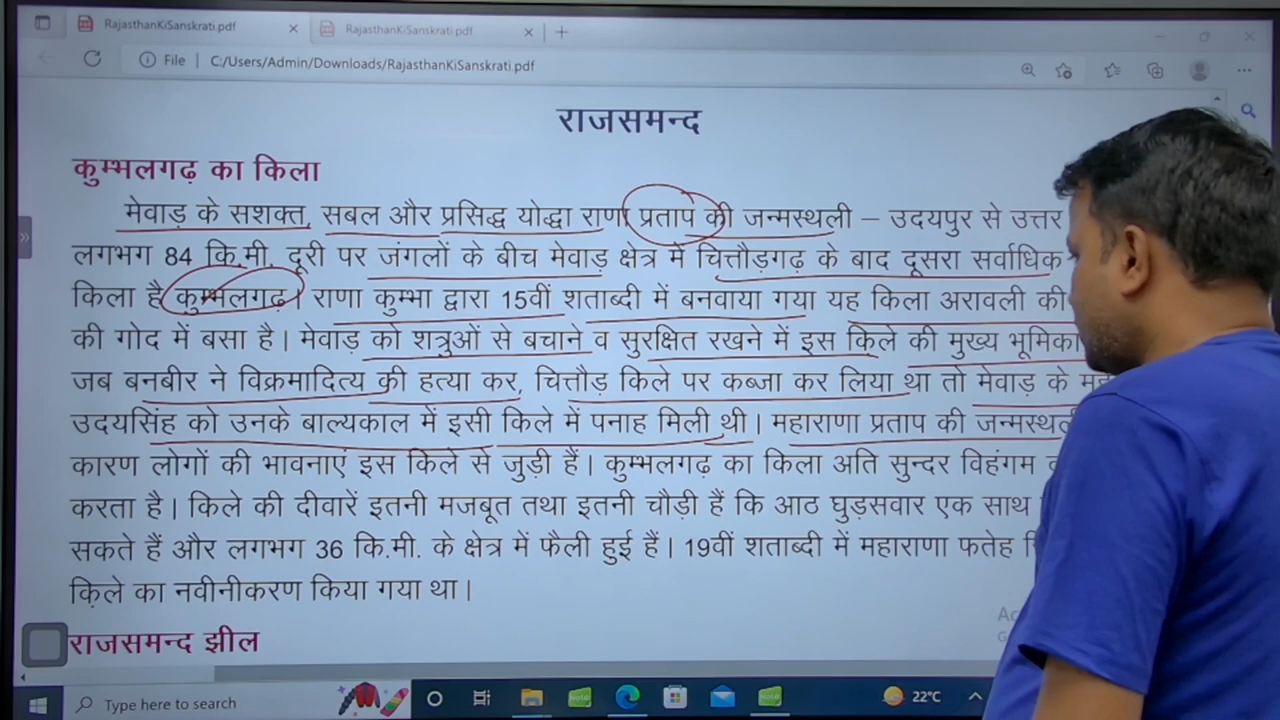 RajasthanKiSanskrati.pdf
RajasthanKiSanskrati.pdf
File
C:/Users/Admin/Downloads/RajasthanKiSanskrati.pdf
राजसमन्द
कुम्भलगढ़ का किला
मेवाड़ के सशक्त, सबल और प्रसिद्ध योद्धा राणा प्रताप की जन्मस्थली – उदयपुर से उत्तर
लगभग 84 कि.मी. दूरी पर जंगलों के बीच मेवाड़ क्षेत्र में चित्तौड़गढ़ के बाद दूसरा सर्वाधिक
किला है कुम्भलगढ़। राणा कुम्भा द्वारा 15वीं शताब्दी में बनवाया गया यह किला अरावली की
की गोद में बसा है। मेवाड़ को शत्रुओं से बचाने व सुरक्षित रखने में इस क़िले की मुख्य भूमिका
जब बनबीर ने विक्रमादित्य की हत्या कर, चित्तौड़ किले पर कब्जा कर लिया था तो मेवाड़ के
उदयसिंह को उनके बाल्यकाल में इसी किले में पनाह मिली थी। महाराणा प्रताप की
कारण लोगों की भावनाएं इस किले से जुड़ी हैं। कुम्भलगढ़ का किला अति सुन्दर विहंगम
करता है। किले की दीवारें इतनी मजबूत तथा इतनी चौड़ी हैं कि आठ घुड़सवार एक साथ
सकते हैं और लगभग 36 कि.मी. के क्षेत्र में फैली हुई हैं। 19वीं शताब्दी में महाराणा फतेह
क़िले का नवीनीकरण किया गया था।
राजसमन्द झील
Type here to search
22°C